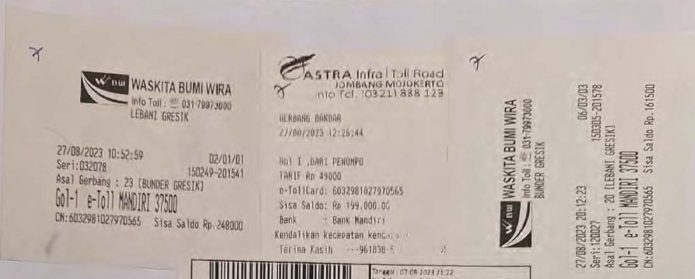 WBW WASKITA BUMI WIRA
Info Toll : 031-79973000
LEBANI GRESIK
27/08/2023 10:52:59 02/01/01
Seri:032078 150249-201541
Asal Gerbang : 23 [BUNDER GRESIK]
Gol-1 e-Toll MANDIRI 37500
CN:6032981027970565 Sisa Saldo Rp.248000
ASTRA Infra | Toll Road
JOMBANG MOJOKERTO
Info Tel. (0321) 888 123
GERBANG BANDAR
27/08/2023 12:26:44
Gol I ,DARI PENOMPO
TARIF Rp 49000
e-TollCard: 6032981027970565
Sisa Saldo: Rp 199,000.00
Bank : Bank Mandiri
Kendalikan kecepatan
Terima Kasih
WBW WASKITA BUMI WIRA
Info Toll : 031-79973000
BUNDER GRESIK
27/08/2023 20:12:23 06/03/03
Seri:120027 150305-201578
Asal Gerbang : 20 [LEBANI GRESIK]
Gol-1 e-Toll MANDIRI 37500
CN:6032981027970565 Sisa Saldo Rp.161500
Tanggal : 07-08-2023 21:22